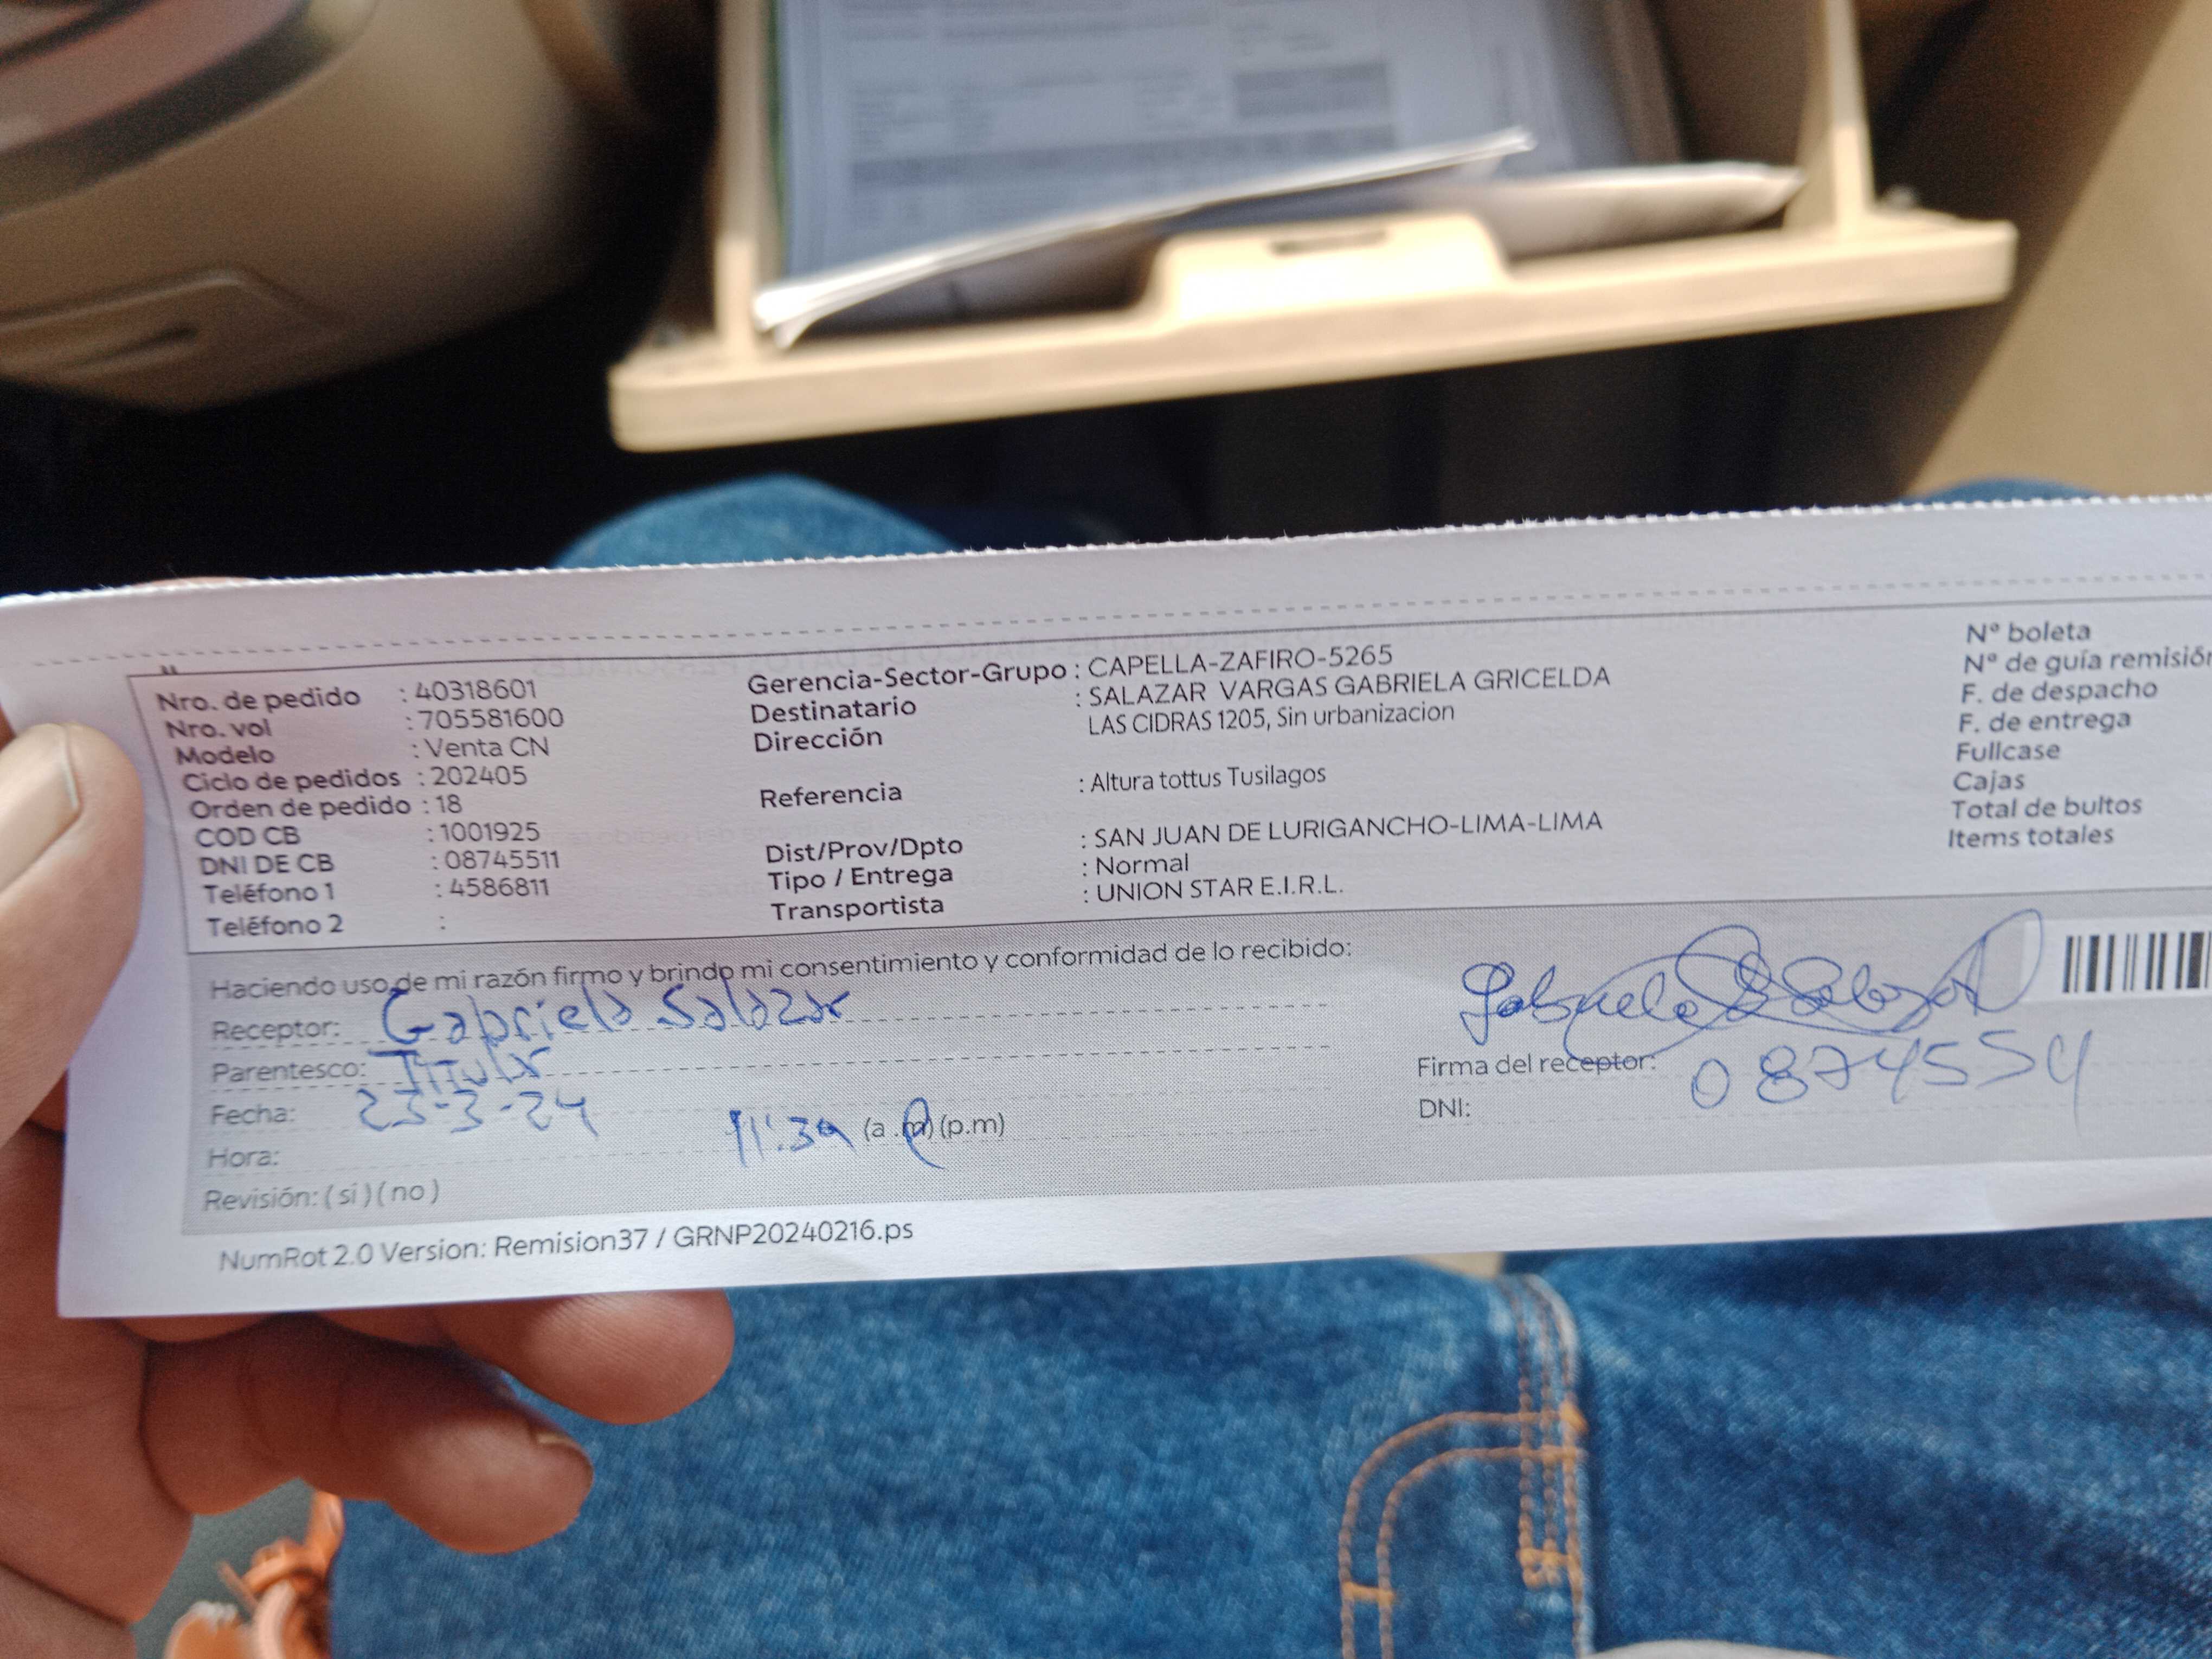 Nro. de pedido : 40318601
Nro. vol : 705581600
Modelo : Venta CN
Ciclo de pedidos : 202405
Orden de pedido : 18
COD CB : 1001925
DNI DE CB : 08745511
Teléfono 1 : 4586811
Teléfono 2 :
Gerencia-Sector-Grupo : CAPELLA-ZAFIRO-5265
Destinatario : SALAZAR VARGAS GABRIELA GRICELDA
Dirección LAS CIDRAS 1205, Sin urbanizacion
Referencia : Altura tottus Tusilagos
Dist/Prov/Dpto : SAN JUAN DE LURIGANCHO-LIMA-LIMA
Tipo / Entrega : Normal
Transportista : UNION STAR E.I.R.L.
N° boleta
N° de guía remisión
F. de despacho
F. de entrega
Fullcase
Cajas
Total de bultos
Items totales
Haciendo uso de mi razón firmo y brindo mi consentimiento y conformidad de lo recibido:
Receptor: Gabriela Salazar
Parentesco:
Fecha: 23-3-24
Hora: (a .m) (p.m)
Revisión: ( si ) ( no )
Firma del receptor:
DNI:
NumRot 2.0 Version: Remision37 / GRNP20240216.ps